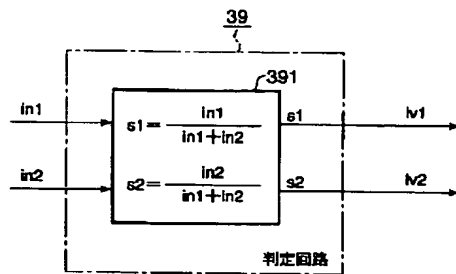 39
391
in1
s1= in1 / in1+in2
s1
lv1
in2
s2= in2 / in1+in2
s2
lv2
判定回路